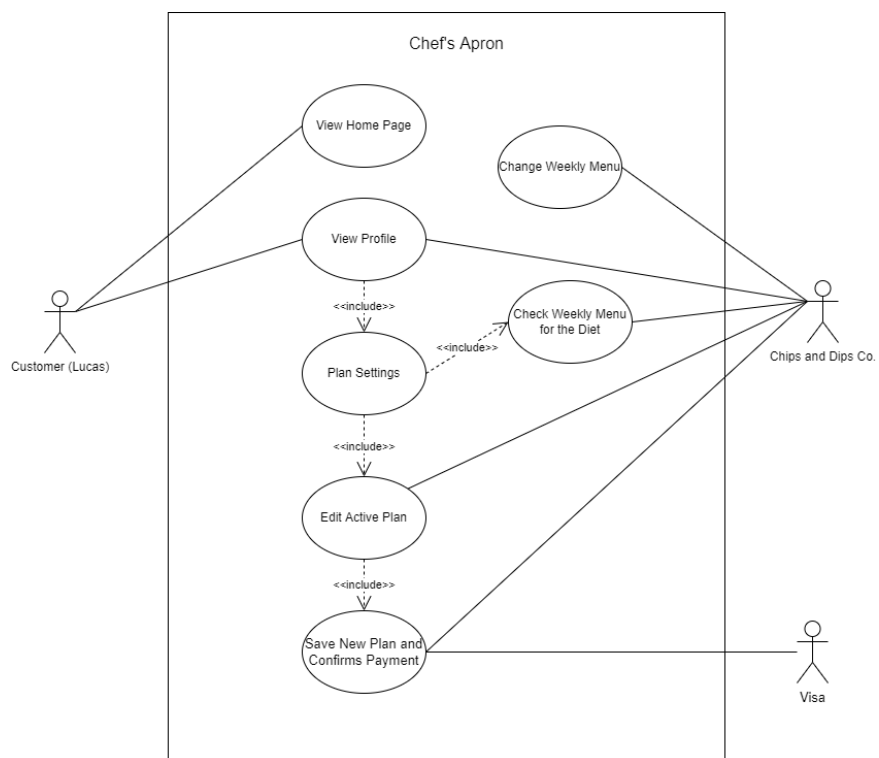 Chef's Apron
View Home Page
Change Weekly Menu
View Profile
<<include>>
Check Weekly Menu
for the Diet
<<include>>
Customer (Lucas)
Chips and Dips Co.
Plan Settings
<<include>>
Edit Active Plan
<<include>>
Save New Plan and
Confirms Payment
Visa